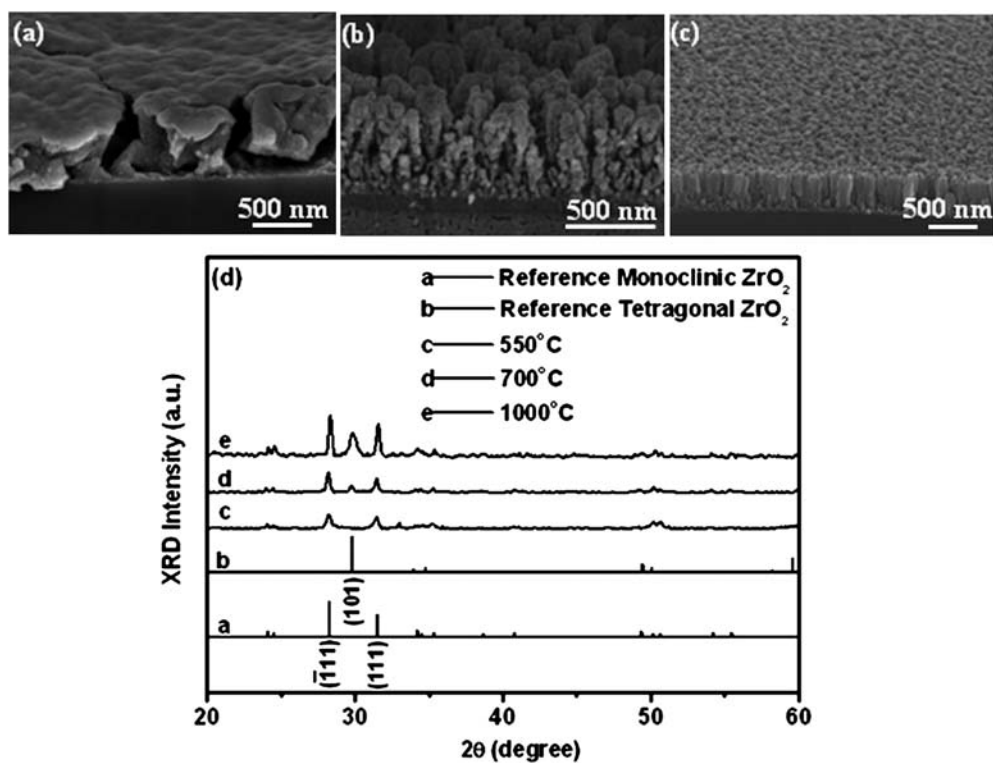 (a)
500 nm
(b)
500 nm
(c)
500 nm
(d)
a Reference Monoclinic ZrO₂
b Reference Tetragonal ZrO₂
c 550°C
d 700°C
e 1000°C
XRD Intensity (a.u.)
e
d
c
b
a
(101)
(1̅11)
(111)
20 30 40 50 60
2θ (degree)